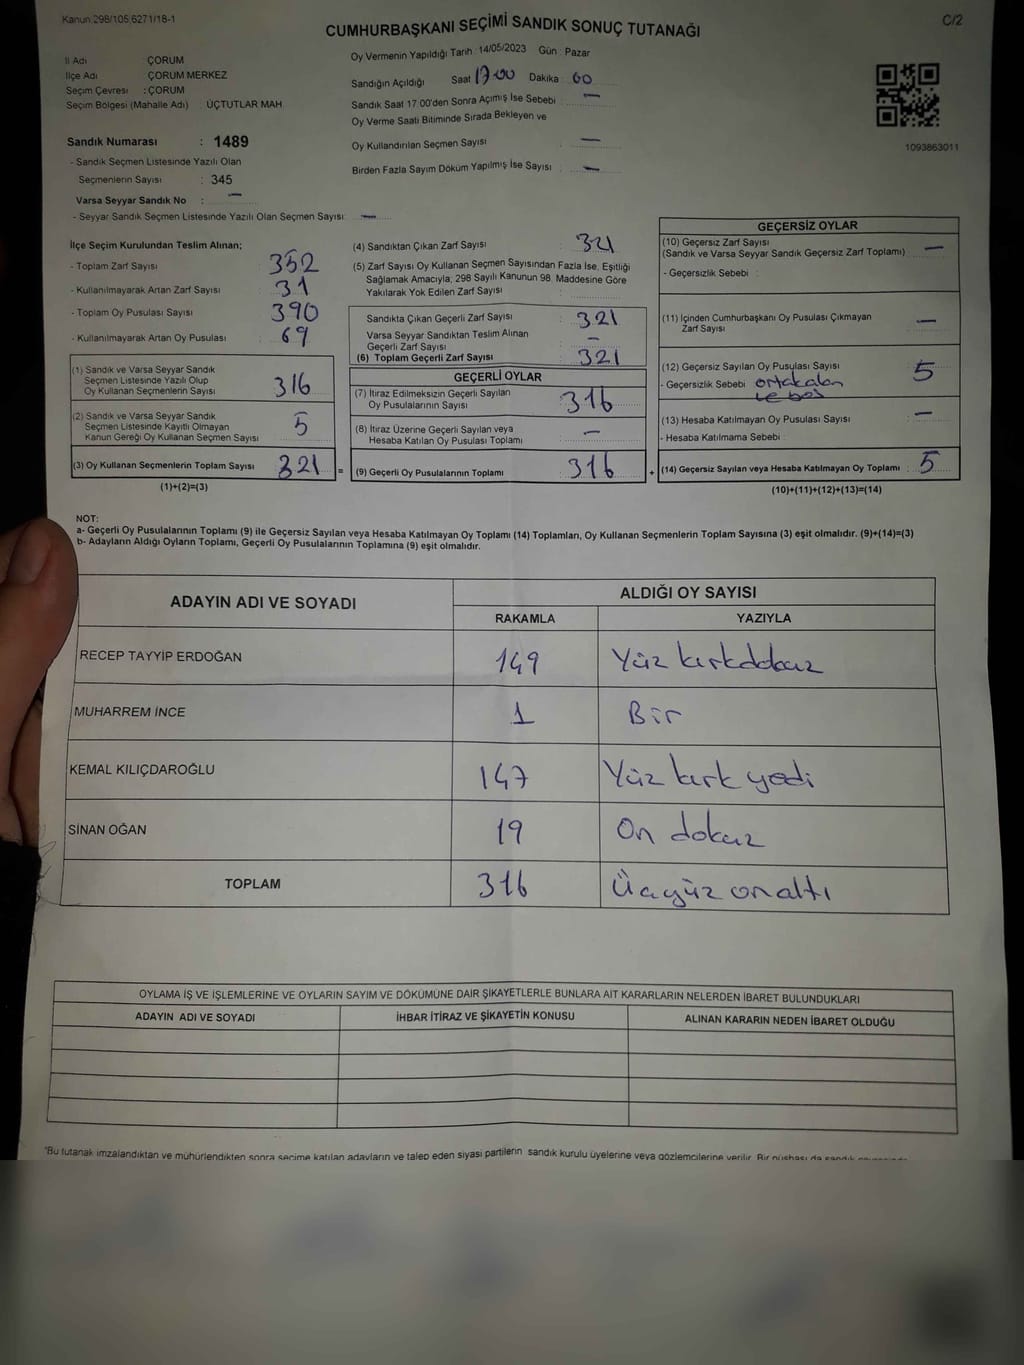 Kanun 298/105 6271/18-1
C/2
CUMHURBAŞKANI SEÇİMİ SANDIK SONUÇ TUTANAĞI
İl Adı : ÇORUM
İlçe Adı : ÇORUM MERKEZ
Seçim Çevresi : ÇORUM
Seçim Bölgesi (Mahalle Adı) : ÜÇTUTLAR MAH.
Sandık Numarası : 1489
- Sandık Seçmen Listesinde Yazılı Olan
Seçmenlerin Sayısı : 345
Varsa Seyyar Sandık No : —
- Seyyar Sandık Seçmen Listesinde Yazılı Olan Seçmen Sayısı: —
Oy Vermenin Yapıldığı Tarih : 14/05/2023 Gün : Pazar
Sandığın Açıldığı Saat 17:00 Dakika : 00
Sandık Saat 17:00'den Sonra Açımış İse Sebebi : —
Oy Verme Saati Bitiminde Sırada Bekleyen ve
Oy Kullandırılan Seçmen Sayısı : —
Birden Fazla Sayım Döküm Yapılmış İse Sayısı : —
1093863011
İlçe Seçim Kurulundan Teslim Alınan;
- Toplam Zarf Sayısı : 352
- Kullanılmayarak Artan Zarf Sayısı : 31
- Toplam Oy Pusulası Sayısı : 390
- Kullanılmayarak Artan Oy Pusulası : 69
(1) Sandık ve Varsa Seyyar Sandık
Seçmen Listesinde Yazılı Olup
Oy Kullanan Seçmenlerin Sayısı : 316
(2) Sandık ve Varsa Seyyar Sandık
Seçmen Listesinde Kayıtlı Olmayan
Kanun Gereği Oy Kullanan Seçmen Sayısı : 5
(3) Oy Kullanan Seçmenlerin Toplam Sayısı : 321 =
(1)+(2)=(3)
(4) Sandıktan Çıkan Zarf Sayısı : 321
(5) Zarf Sayısı Oy Kullanan Seçmen Sayısından Fazla İse, Eşitliği
Sağlamak Amacıyla; 298 Sayılı Kanunun 98. Maddesine Göre
Yakılarak Yok Edilen Zarf Sayısı :
Sandıkta Çıkan Geçerli Zarf Sayısı : 321
Varsa Seyyar Sandıktan Teslim Alınan
Geçerli Zarf Sayısı : —
(6) Toplam Geçerli Zarf Sayısı : 321
GEÇERLİ OYLAR
(7) İtiraz Edilmeksizin Geçerli Sayılan
Oy Pusulalarının Sayısı : 316
(8) İtiraz Üzerine Geçerli Sayılan veya
Hesaba Katılan Oy Pusulası Toplamı : —
(9) Geçerli Oy Pusulalarının Toplamı : 316 +
GEÇERSİZ OYLAR
(10) Geçersiz Zarf Sayısı
(Sandık ve Varsa Seyyar Sandık Geçersiz Zarf Toplamı) : —
- Geçersizlik Sebebi :
(11) İçinden Cumhurbaşkanı Oy Pusulası Çıkmayan
Zarf Sayısı : —
(12) Geçersiz Sayılan Oy Pusulası Sayısı : 5
- Geçersizlik Sebebi :
(13) Hesaba Katılmayan Oy Pusulası Sayısı : —
- Hesaba Katılmama Sebebi :
(14) Geçersiz Sayılan veya Hesaba Katılmayan Oy Toplamı : 5
(10)+(11)+(12)+(13)=(14)
NOT:
a- Geçerli Oy Pusulalarının Toplamı (9) ile Geçersiz Sayılan veya Hesaba Katılmayan Oy Toplamı (14) Toplamları, Oy Kullanan Seçmenlerin Toplam Sayısına (3) eşit olmalıdır. (9)+(14)=(3)
b- Adayların Aldığı Oyların Toplamı, Geçerli Oy Pusulalarının Toplamına (9) eşit olmalıdır.
ADAYIN ADI VE SOYADI
ALDIĞI OY SAYISI
RAKAMLA YAZIYLA
RECEP TAYYİP ERDOĞAN 149 Yüz kırkdokuz
MUHARREM İNCE 1 Bir
KEMAL KILIÇDAROĞLU 147 Yüz kırk yedi
SİNAN OĞAN 19 On dokuz
TOPLAM 316 Üçyüz onaltı
OYLAMA İŞ VE İŞLEMLERİNE VE OYLARIN SAYIM VE DÖKÜMÜNE DAİR ŞİKAYETLERLE BUNLARA AİT KARARLARIN NELERDEN İBARET BULUNDUKLARI
ADAYIN ADI VE SOYADI İHBAR İTİRAZ VE ŞİKAYETİN KONUSU ALINAN KARARIN NEDEN İBARET OLDUĞU
*Bu tutanak imzalandıktan ve mühürlendikten sonra seçime katılan adayların ve talep eden siyasi partilerin sandık kurulu üyelerine veya gözlemcilerine verilir. Bir nüshası da sandık